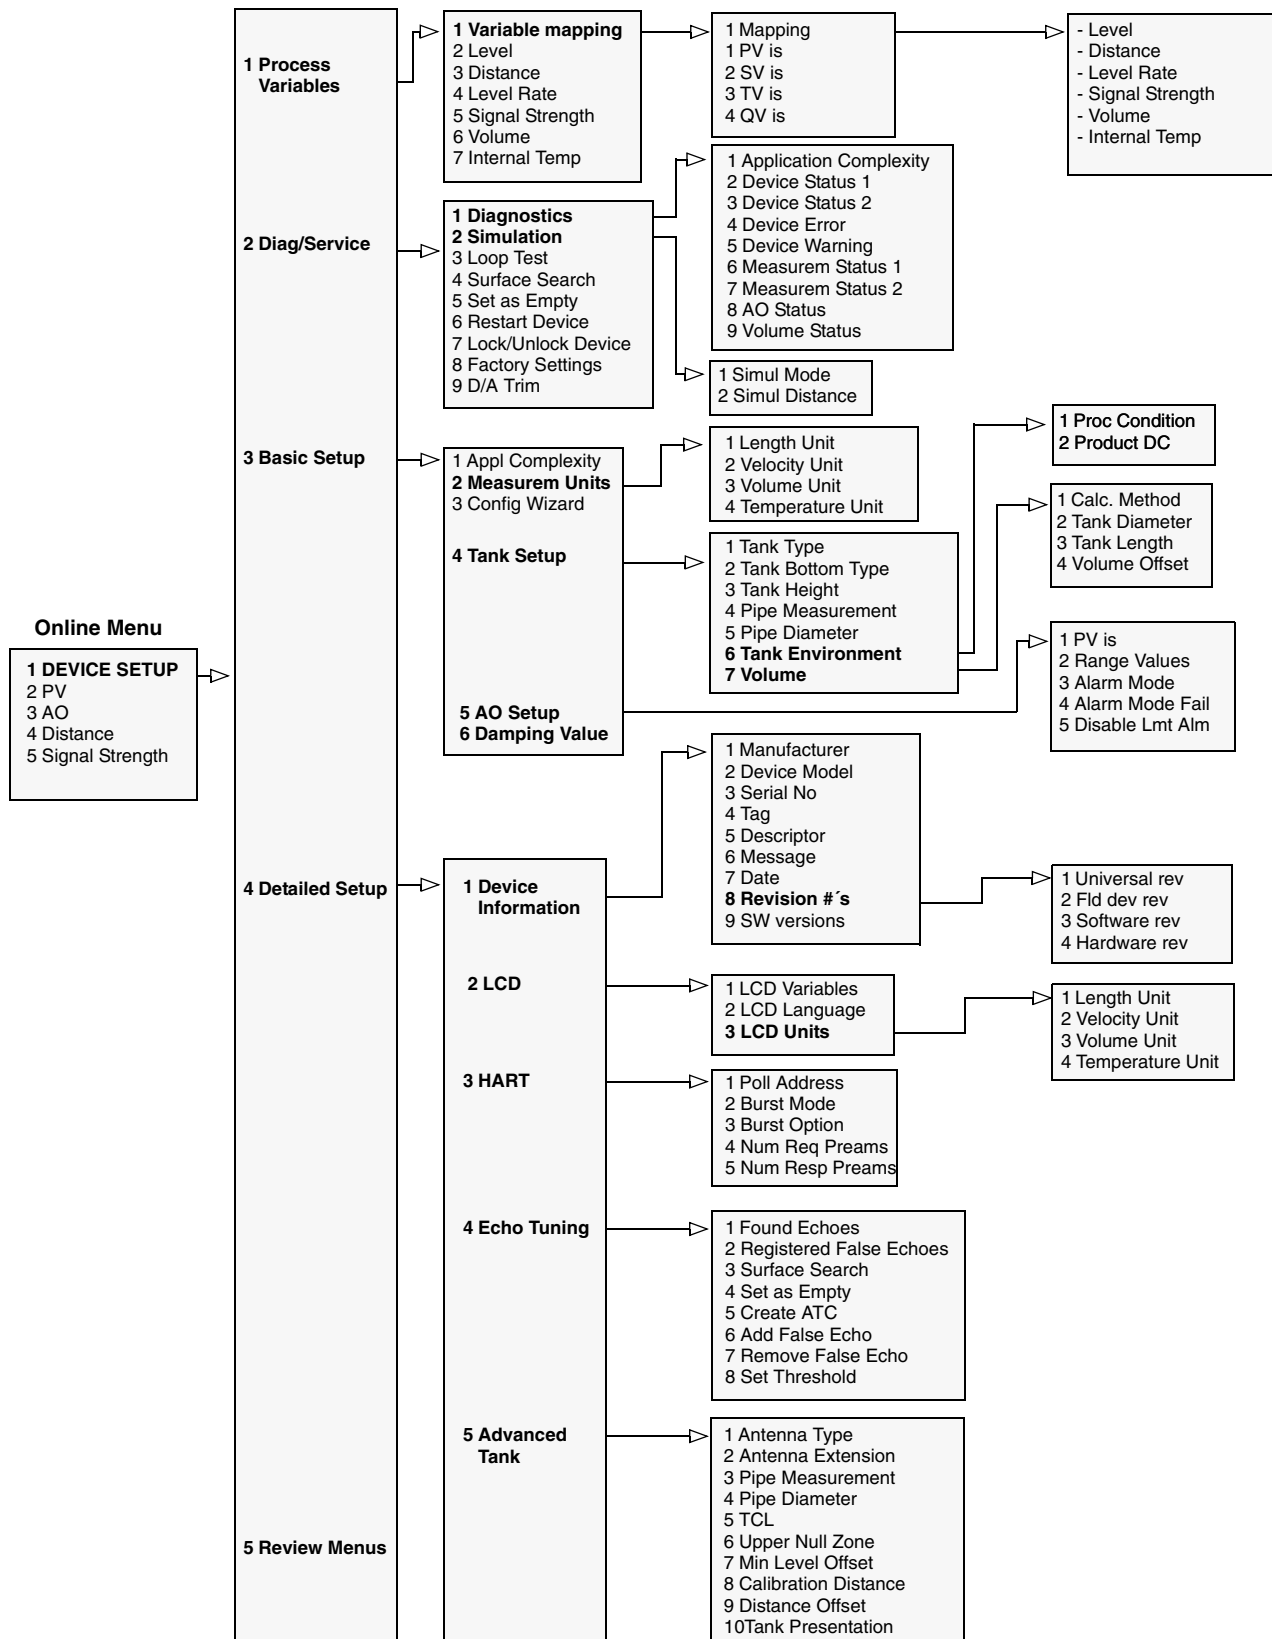 Online Menu
1 DEVICE SETUP
2 PV
3 AO
4 Distance
5 Signal Strength
1 Process
Variables
2 Diag/Service
3 Basic Setup
4 Detailed Setup
5 Review Menus
1 Variable mapping
2 Level
3 Distance
4 Level Rate
5 Signal Strength
6 Volume
7 Internal Temp
1 Mapping
1 PV is
2 SV is
3 TV is
4 QV is
- Level
- Distance
- Level Rate
- Signal Strength
- Volume
- Internal Temp
1 Diagnostics
2 Simulation
3 Loop Test
4 Surface Search
5 Set as Empty
6 Restart Device
7 Lock/Unlock Device
8 Factory Settings
9 D/A Trim
1 Application Complexity
2 Device Status 1
3 Device Status 2
4 Device Error
5 Device Warning
6 Measurem Status 1
7 Measurem Status 2
8 AO Status
9 Volume Status
1 Simul Mode
2 Simul Distance
1 Appl Complexity
2 Measurem Units
3 Config Wizard
4 Tank Setup
5 AO Setup
6 Damping Value
1 Length Unit
2 Velocity Unit
3 Volume Unit
4 Temperature Unit
1 Tank Type
2 Tank Bottom Type
3 Tank Height
4 Pipe Measurement
5 Pipe Diameter
6 Tank Environment
7 Volume
1 Proc Condition
2 Product DC
1 Calc. Method
2 Tank Diameter
3 Tank Length
4 Volume Offset
1 PV is
2 Range Values
3 Alarm Mode
4 Alarm Mode Fail
5 Disable Lmt Alm
1 Device
Information
2 LCD
3 HART
4 Echo Tuning
5 Advanced
Tank
1 Manufacturer
2 Device Model
3 Serial No
4 Tag
5 Descriptor
6 Message
7 Date
8 Revision #´s
9 SW versions
1 Universal rev
2 Fld dev rev
3 Software rev
4 Hardware rev
1 LCD Variables
2 LCD Language
3 LCD Units
1 Length Unit
2 Velocity Unit
3 Volume Unit
4 Temperature Unit
1 Poll Address
2 Burst Mode
3 Burst Option
4 Num Req Preams
5 Num Resp Preams
1 Found Echoes
2 Registered False Echoes
3 Surface Search
4 Set as Empty
5 Create ATC
6 Add False Echo
7 Remove False Echo
8 Set Threshold
1 Antenna Type
2 Antenna Extension
3 Pipe Measurement
4 Pipe Diameter
5 TCL
6 Upper Null Zone
7 Min Level Offset
8 Calibration Distance
9 Distance Offset
10Tank Presentation